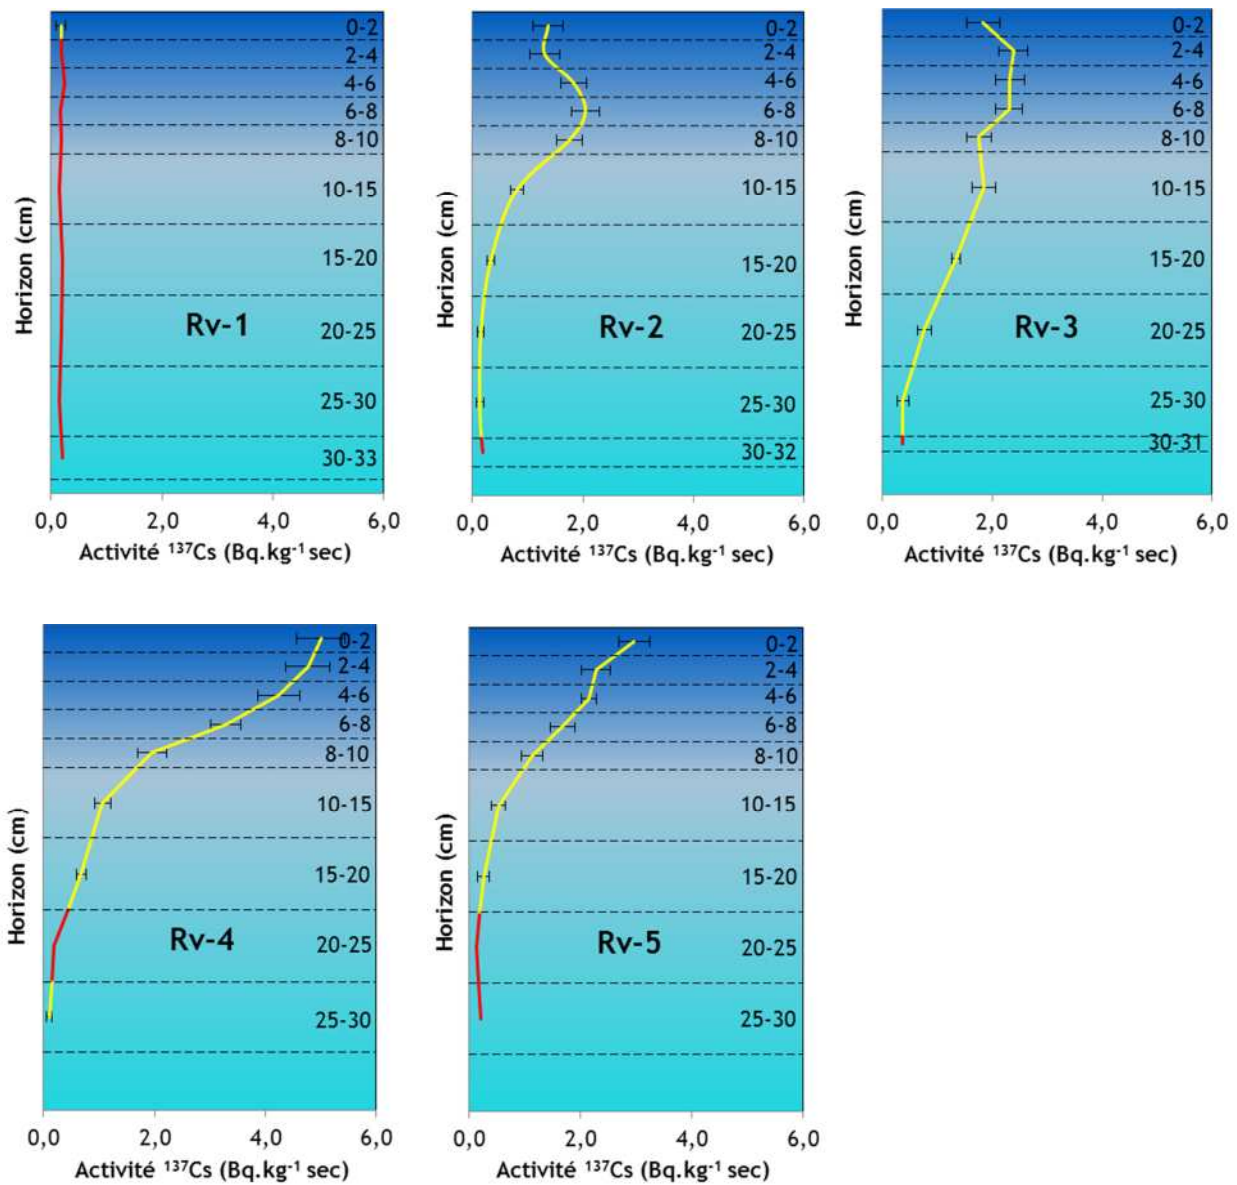 0-2
2-4
4-6
6-8
8-10
10-15
15-20
20-25
25-30
30-33
Rv-1
Horizon (cm)
0,0 2,0 4,0 6,0
Activité ¹³⁷Cs (Bq.kg⁻¹ sec)
0-2
2-4
4-6
6-8
8-10
10-15
15-20
20-25
25-30
30-32
Rv-2
Horizon (cm)
0,0 2,0 4,0 6,0
Activité ¹³⁷Cs (Bq.kg⁻¹ sec)
0-2
2-4
4-6
6-8
8-10
10-15
15-20
20-25
25-30
30-31
Rv-3
Horizon (cm)
0,0 2,0 4,0 6,0
Activité ¹³⁷Cs (Bq.kg⁻¹ sec)
0-2
2-4
4-6
6-8
8-10
10-15
15-20
20-25
25-30
Rv-4
Horizon (cm)
0,0 2,0 4,0 6,0
Activité ¹³⁷Cs (Bq.kg⁻¹ sec)
0-2
2-4
4-6
6-8
8-10
10-15
15-20
20-25
25-30
Rv-5
Horizon (cm)
0,0 2,0 4,0 6,0
Activité ¹³⁷Cs (Bq.kg⁻¹ sec)